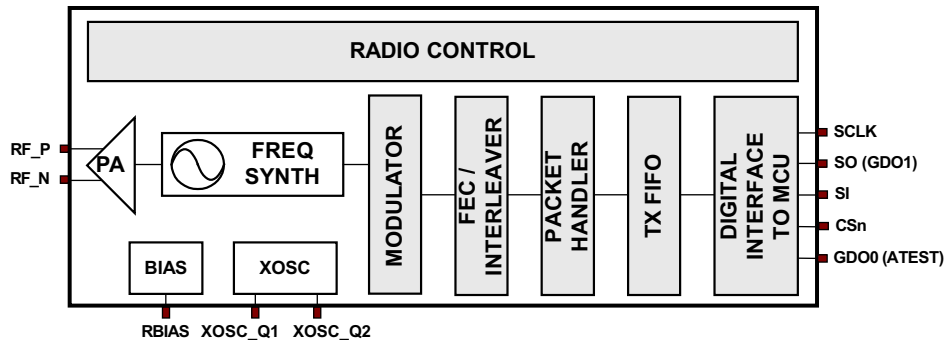 RADIO CONTROL
RF_P
RF_N
PA
FREQ
SYNTH
MODULATOR
FEC /
INTERLEAVER
PACKET
HANDLER
TX FIFO
DIGITAL
INTERFACE
TO MCU
SCLK
SO (GDO1)
SI
CSn
GDO0 (ATEST)
BIAS
XOSC
RBIAS
XOSC_Q1
XOSC_Q2